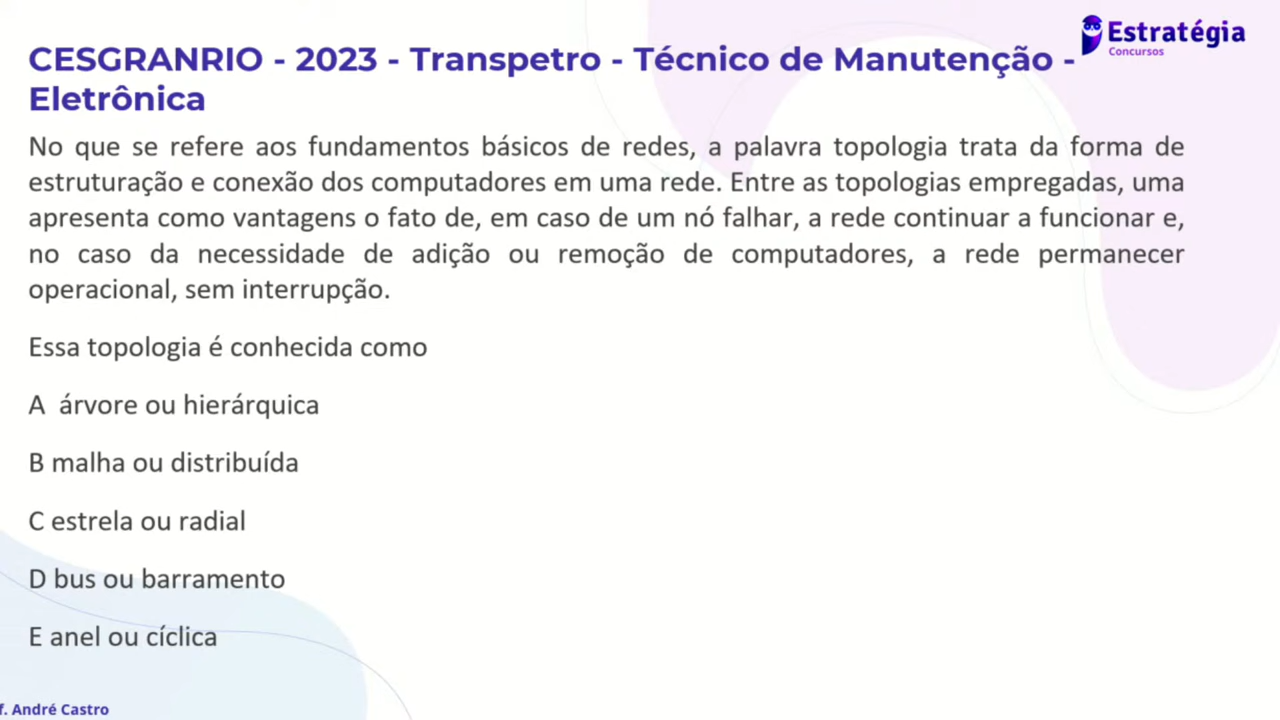 Estratégia
Concursos
CESGRANRIO - 2023 - Transpetro - Técnico de Manutenção -
Eletrônica
No que se refere aos fundamentos básicos de redes, a palavra topologia trata da forma de
estruturação e conexão dos computadores em uma rede. Entre as topologias empregadas, uma
apresenta como vantagens o fato de, em caso de um nó falhar, a rede continuar a funcionar e,
no caso da necessidade de adição ou remoção de computadores, a rede permanecer
operacional, sem interrupção.
Essa topologia é conhecida como
A árvore ou hierárquica
B malha ou distribuída
C estrela ou radial
D bus ou barramento
E anel ou cíclica
f. André Castro